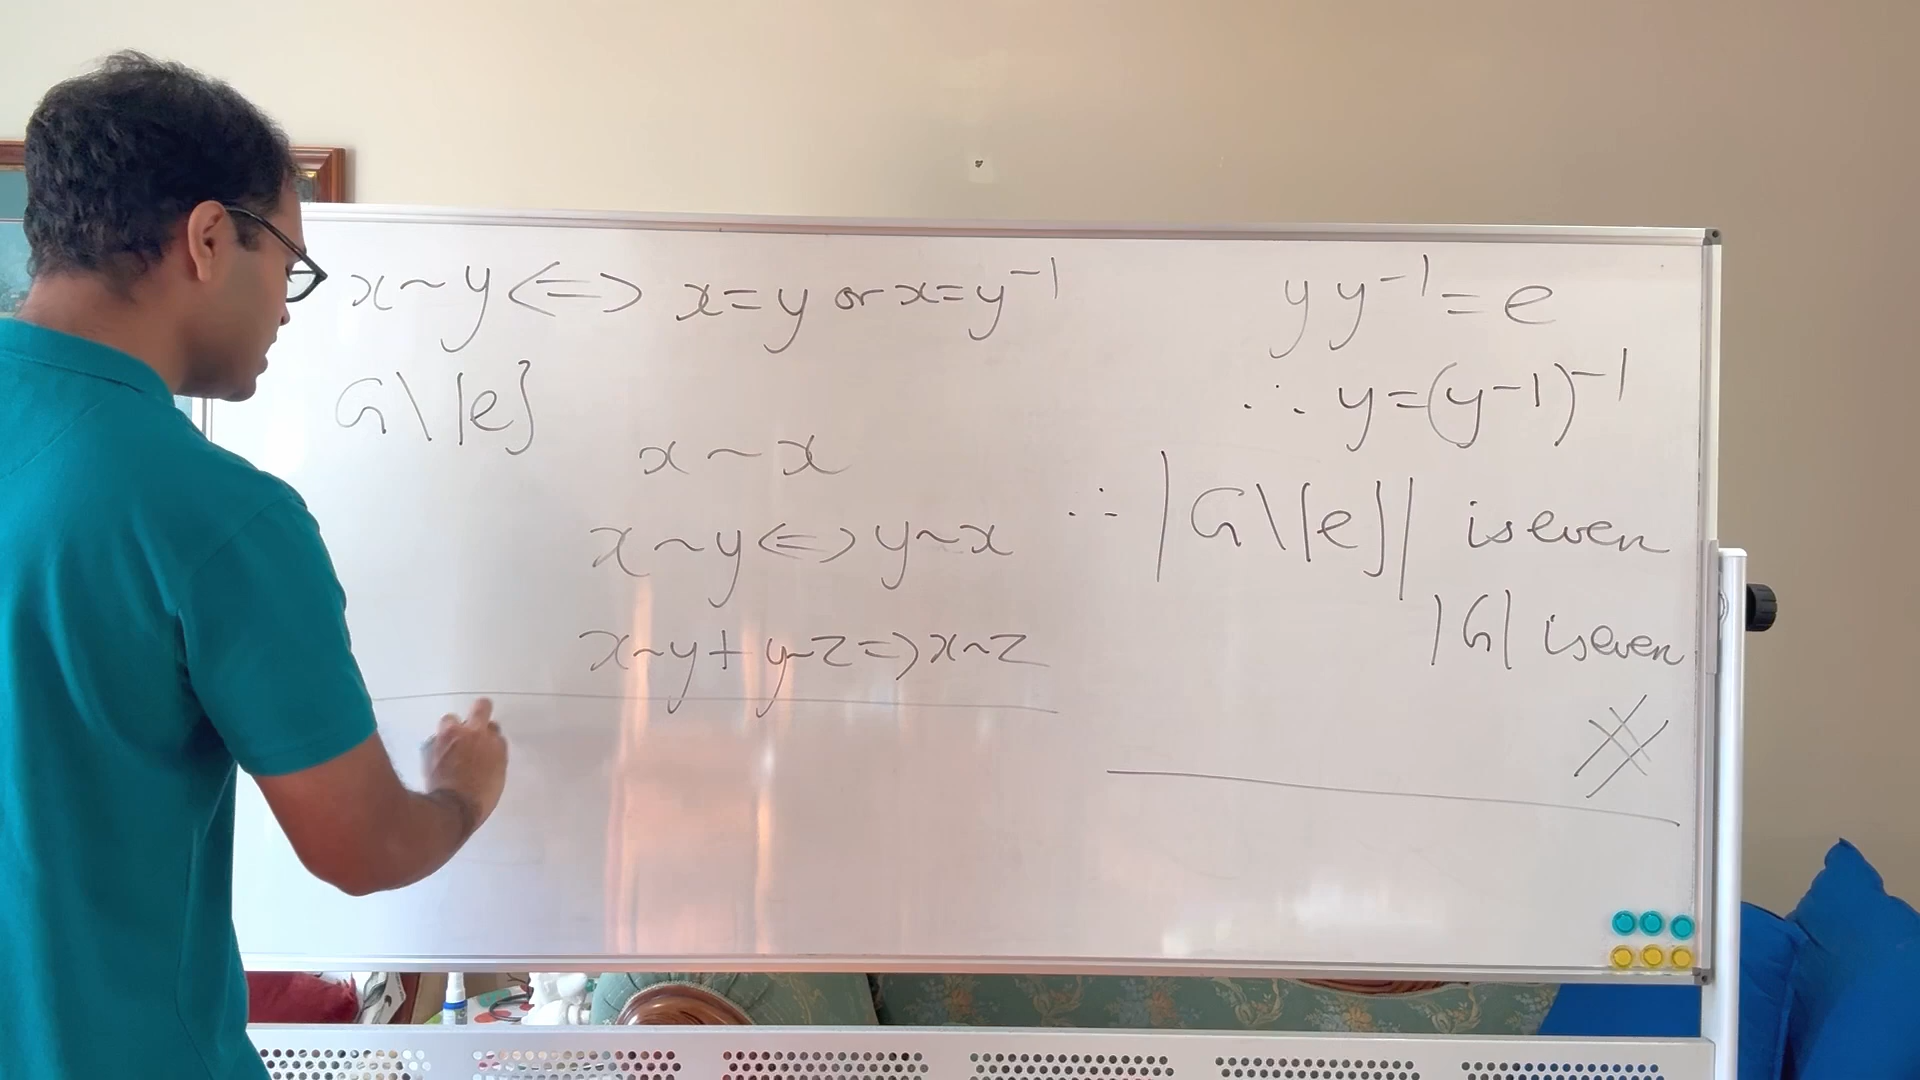 x ~ y <=> x = y or x = y⁻¹
G \ {e}
x ~ x
x ~ y <=> y ~ x
x ~ y + y ~ z => x ~ z
y y⁻¹ = e
∴ y = (y-1)⁻¹
∴ |G \ {e}| is even
|G| is even